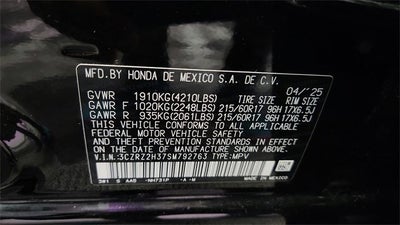 MFD.BY HONDA DE MEXICO S.A. DE C.V.
04/'25
GVWR 1910KG(4210LBS) TIRE SIZE RIM SIZE
GAWR F 1020KG(2248LBS) 215/60R17 96H 17X6.5J
GAWR R 935KG(2061LBS) 215/60R17 96H 17X6.5J
THIS VEHICLE CONFORMS TO ALL APPLICABLE
FEDERAL MOTOR VEHICLE SAFETY AND THEFT
PREVENTION STANDARDS IN EFFECT ON THE DATE
OF MANUFACTURE SHOWN ABOVE.
V.I.N:3CZRZ2H37SM792763 TYPE:MPV
NH731P A -M
MADE IN
MEXICO